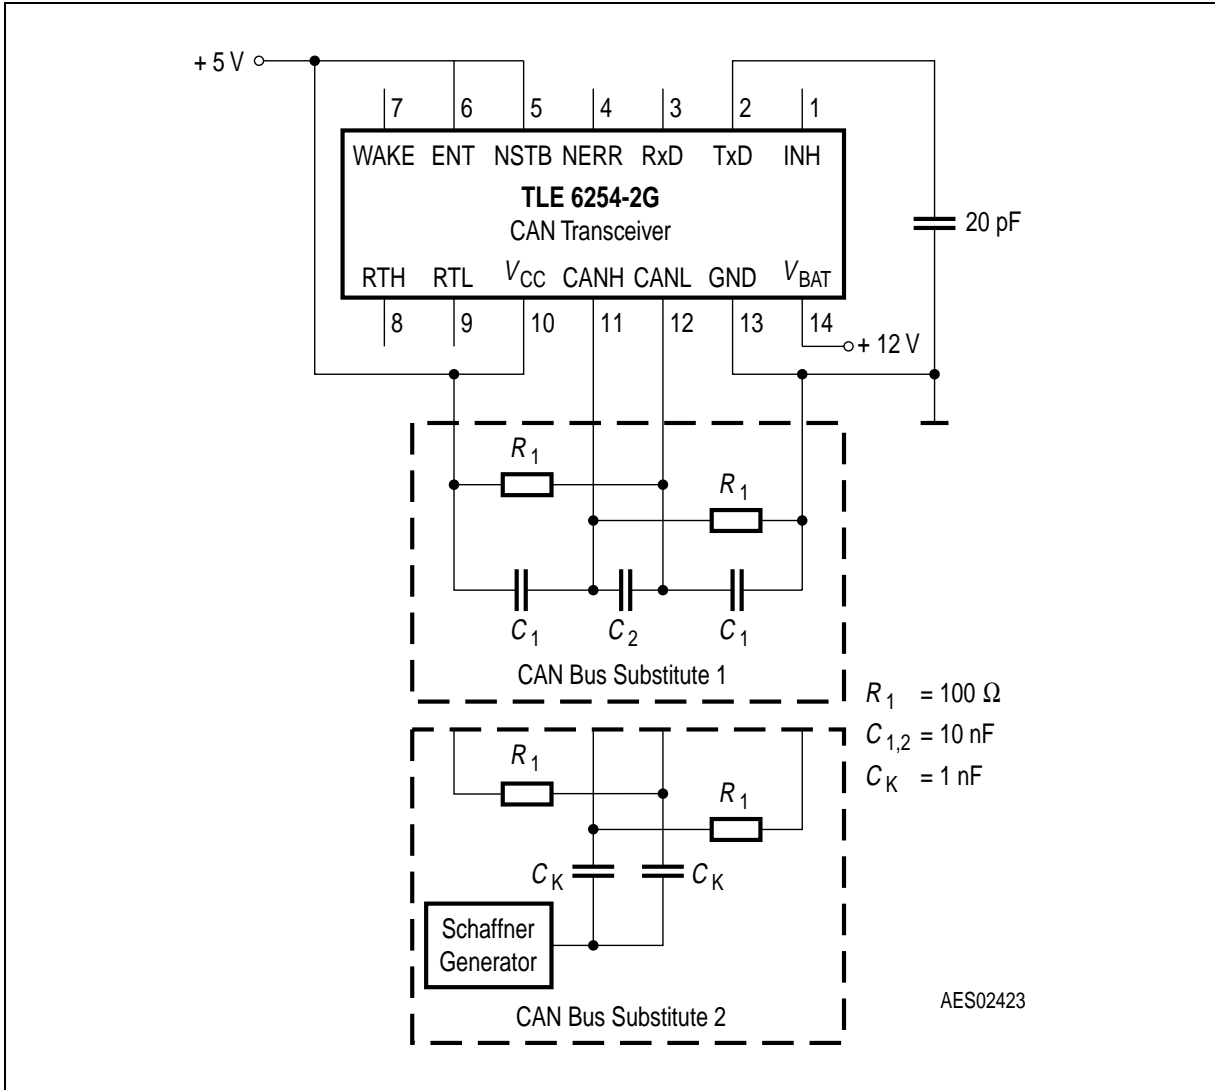 + 5 V
7 6 5 4 3 2 1
WAKE ENT NSTB NERR RxD TxD INH
TLE 6254-2G
CAN Transceiver
20 pF
RTH RTL VCC CANH CANL GND VBAT
8 9 10 11 12 13 14
+ 12 V
R1
R1
C1 C2 C1
CAN Bus Substitute 1
R1 = 100 Ω
C1,2 = 10 nF
CK = 1 nF
R1
R1
CK CK
Schaffner
Generator
CAN Bus Substitute 2
AES02423